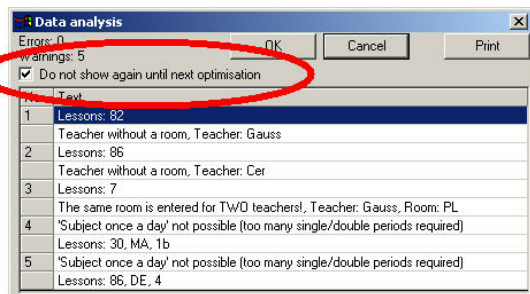 Data analysis
Errors: 0
Warnings: 5
OK
Cancel
Print
Do not show again until next optimisation
No. Text
1 Lessons: 82
Teacher without a room, Teacher: Gauss
2 Lessons: 86
Teacher without a room, Teacher: Cer
3 Lessons: 7
The same room is entered for TWO teachers!, Teacher: Gauss, Room: PL
4 'Subject once a day' not possible (too many single/double periods required)
Lessons: 30, MA, 1b
5 'Subject once a day' not possible (too many single/double periods required)
Lessons: 86, DE, 4